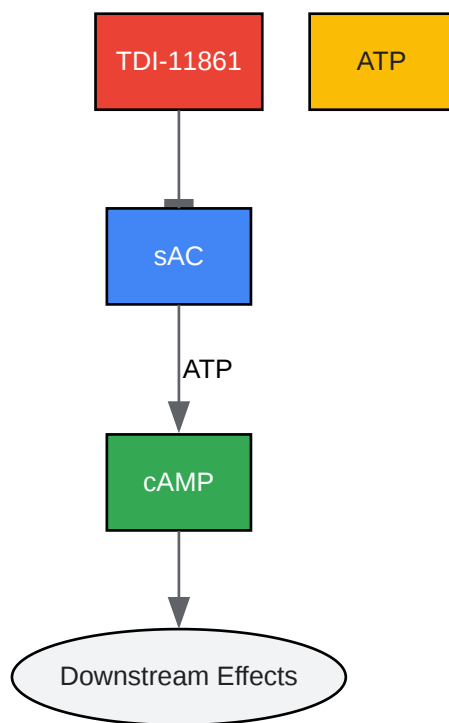 TDI-11861
ATP
sAC
ATP
cAMP
Downstream Effects